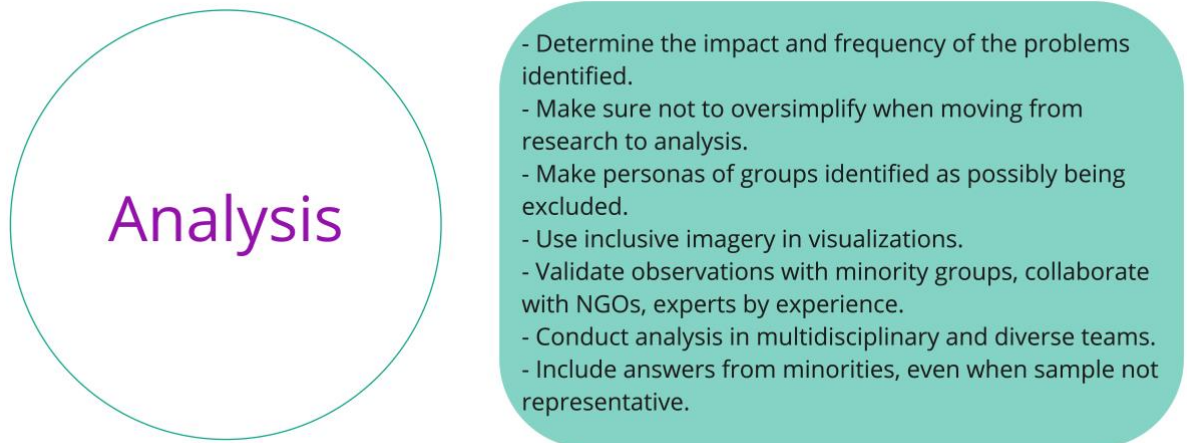 Analysis
- Determine the impact and frequency of the problems
identified.
- Make sure not to oversimplify when moving from
research to analysis.
- Make personas of groups identified as possibly being
excluded.
- Use inclusive imagery in visualizations.
- Validate observations with minority groups, collaborate
with NGOs, experts by experience.
- Conduct analysis in multidisciplinary and diverse teams.
- Include answers from minorities, even when sample not
representative.